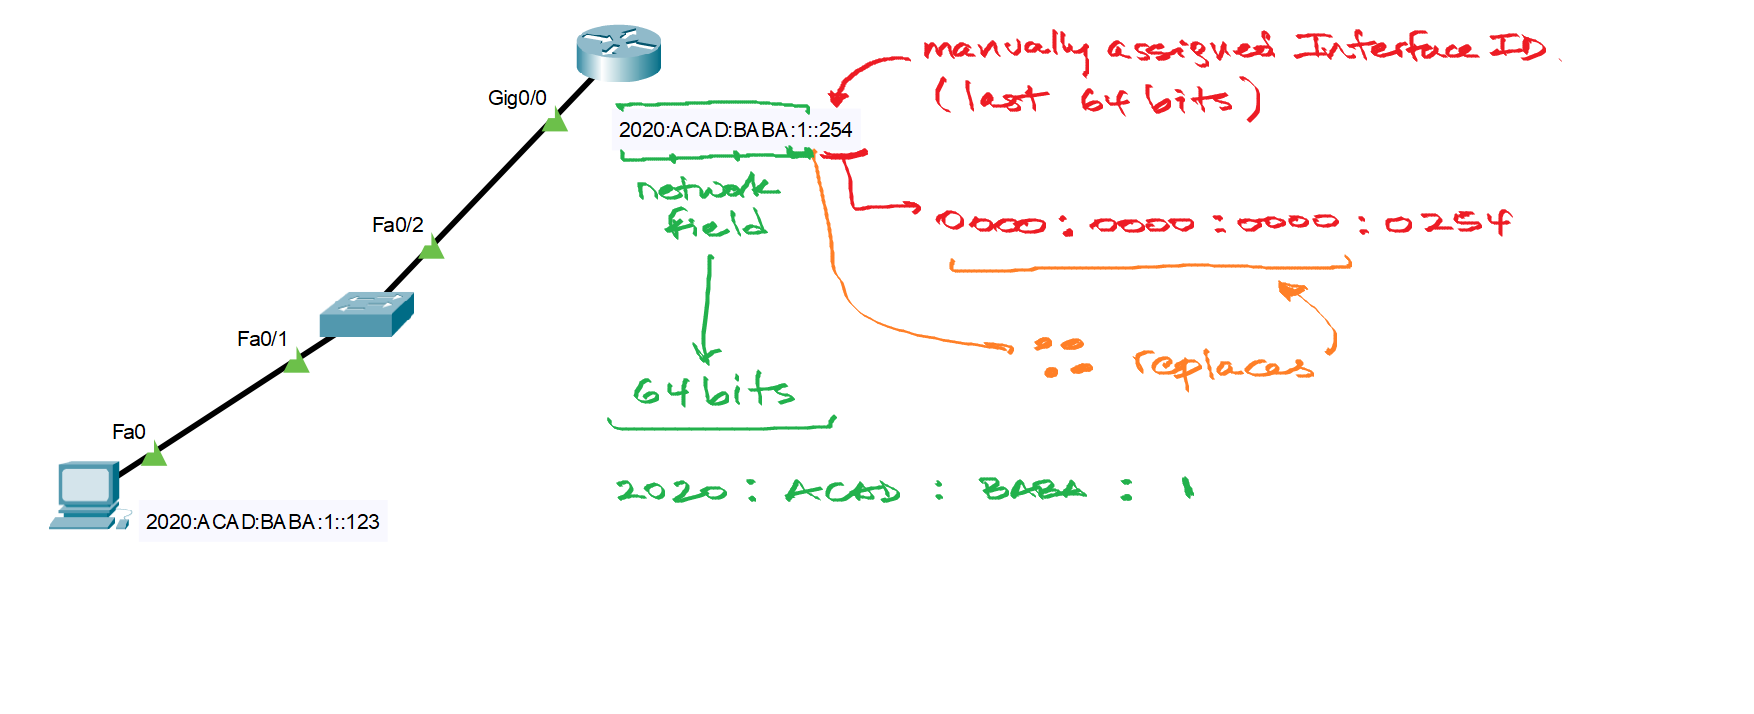 manually assigned Interface ID.
(last 64 bits)
Gig0/0
2020:ACAD:BABA:1::254
network
field
0000:0000:0000:0254
Fa0/2
Fa0/1
:: replaces
64 bits
Fa0
2020:ACAD:BABA:1
2020:ACAD:BABA:1::123